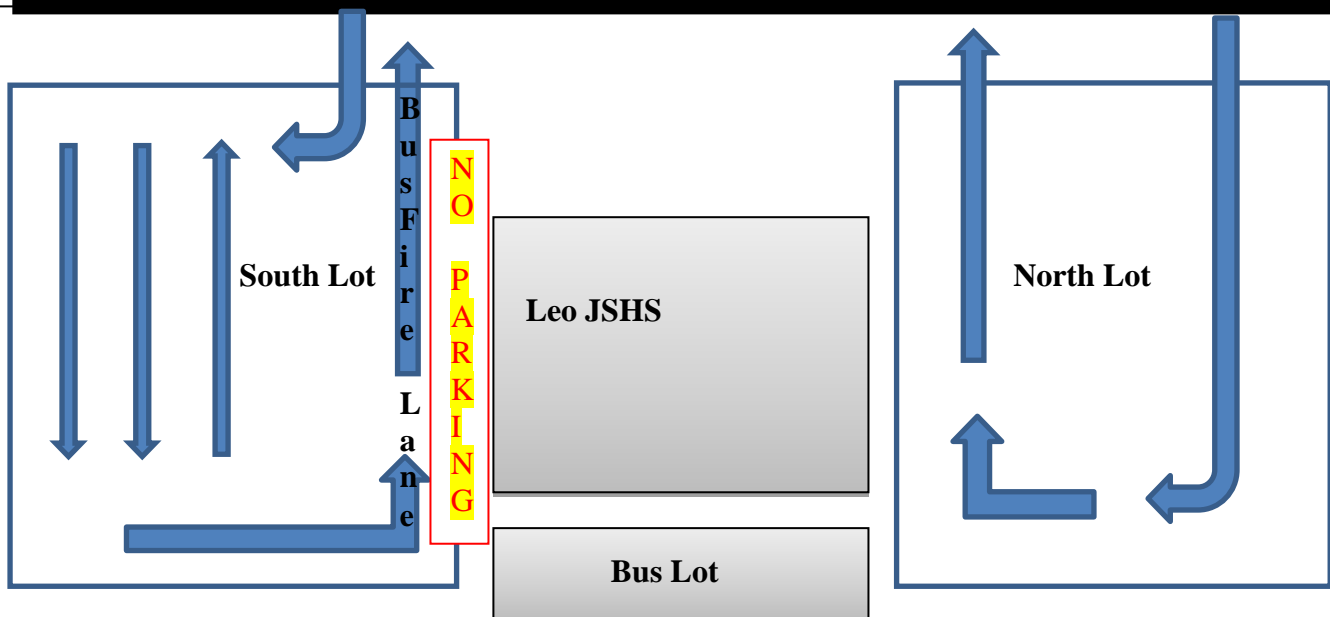 Bus Fire Lane
NO PARKING
South Lot
Leo JSHS
North Lot
Bus Lot